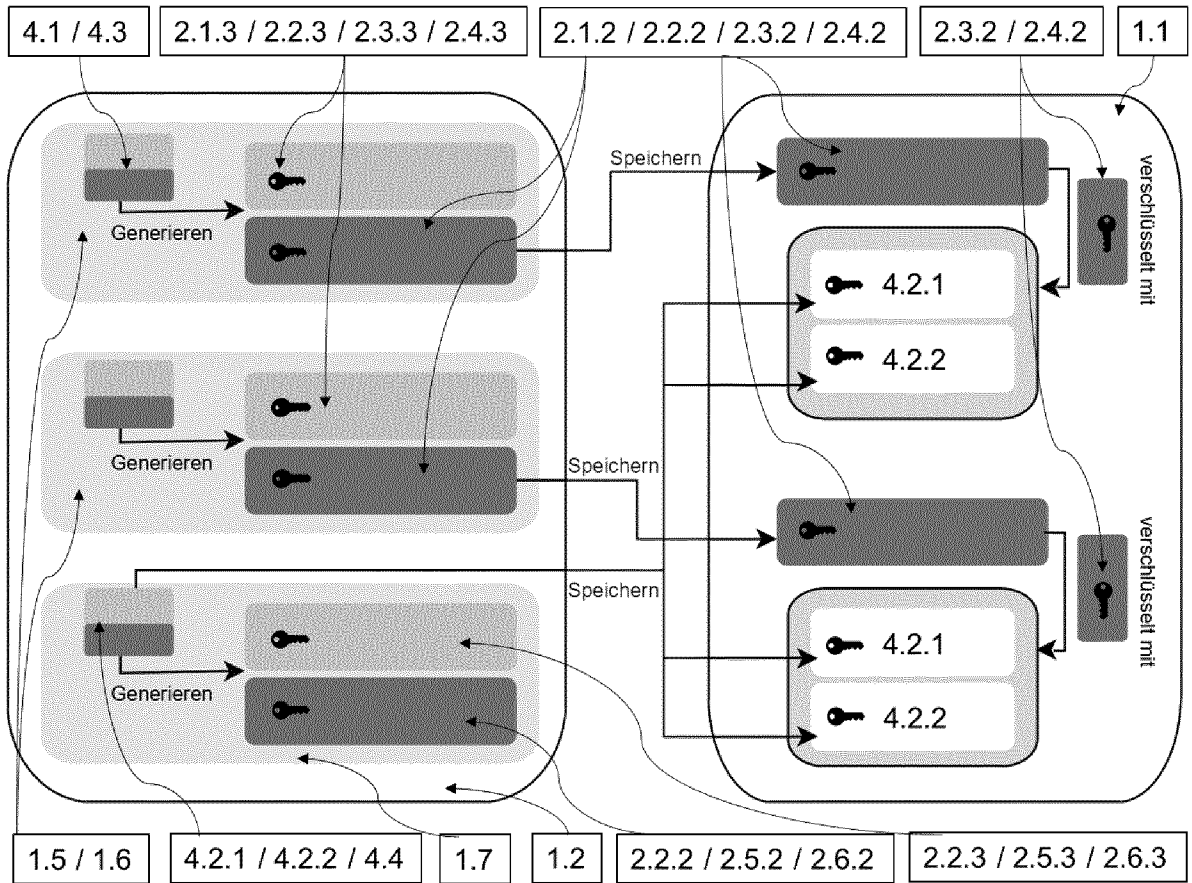 4.1 / 4.3
2.1.3 / 2.2.3 / 2.3.3 / 2.4.3
2.1.2 / 2.2.2 / 2.3.2 / 2.4.2
2.3.2 / 2.4.2
1.1
Speichern
verschlüsselt mit
Generieren
4.2.1
4.2.2
Generieren
Speichern
verschlüsselt mit
Speichern
4.2.1
Generieren
4.2.2
1.5 / 1.6
4.2.1 / 4.2.2 / 4.4
1.7
1.2
2.2.2 / 2.5.2 / 2.6.2
2.2.3 / 2.5.3 / 2.6.3